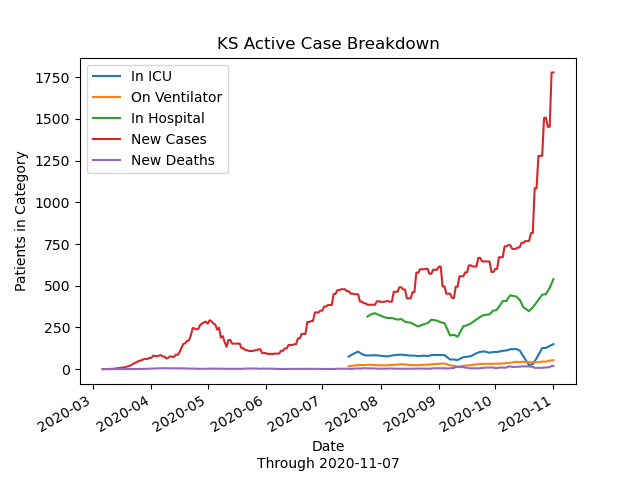 KS Active Case Breakdown
In ICU
On Ventilator
In Hospital
New Cases
New Deaths
Patients in Category
1750
1500
1250
1000
750
500
250
0
2020-03
2020-04
2020-05
2020-06
2020-07
2020-08
2020-09
2020-10
2020-11
Date
Through 2020-11-07